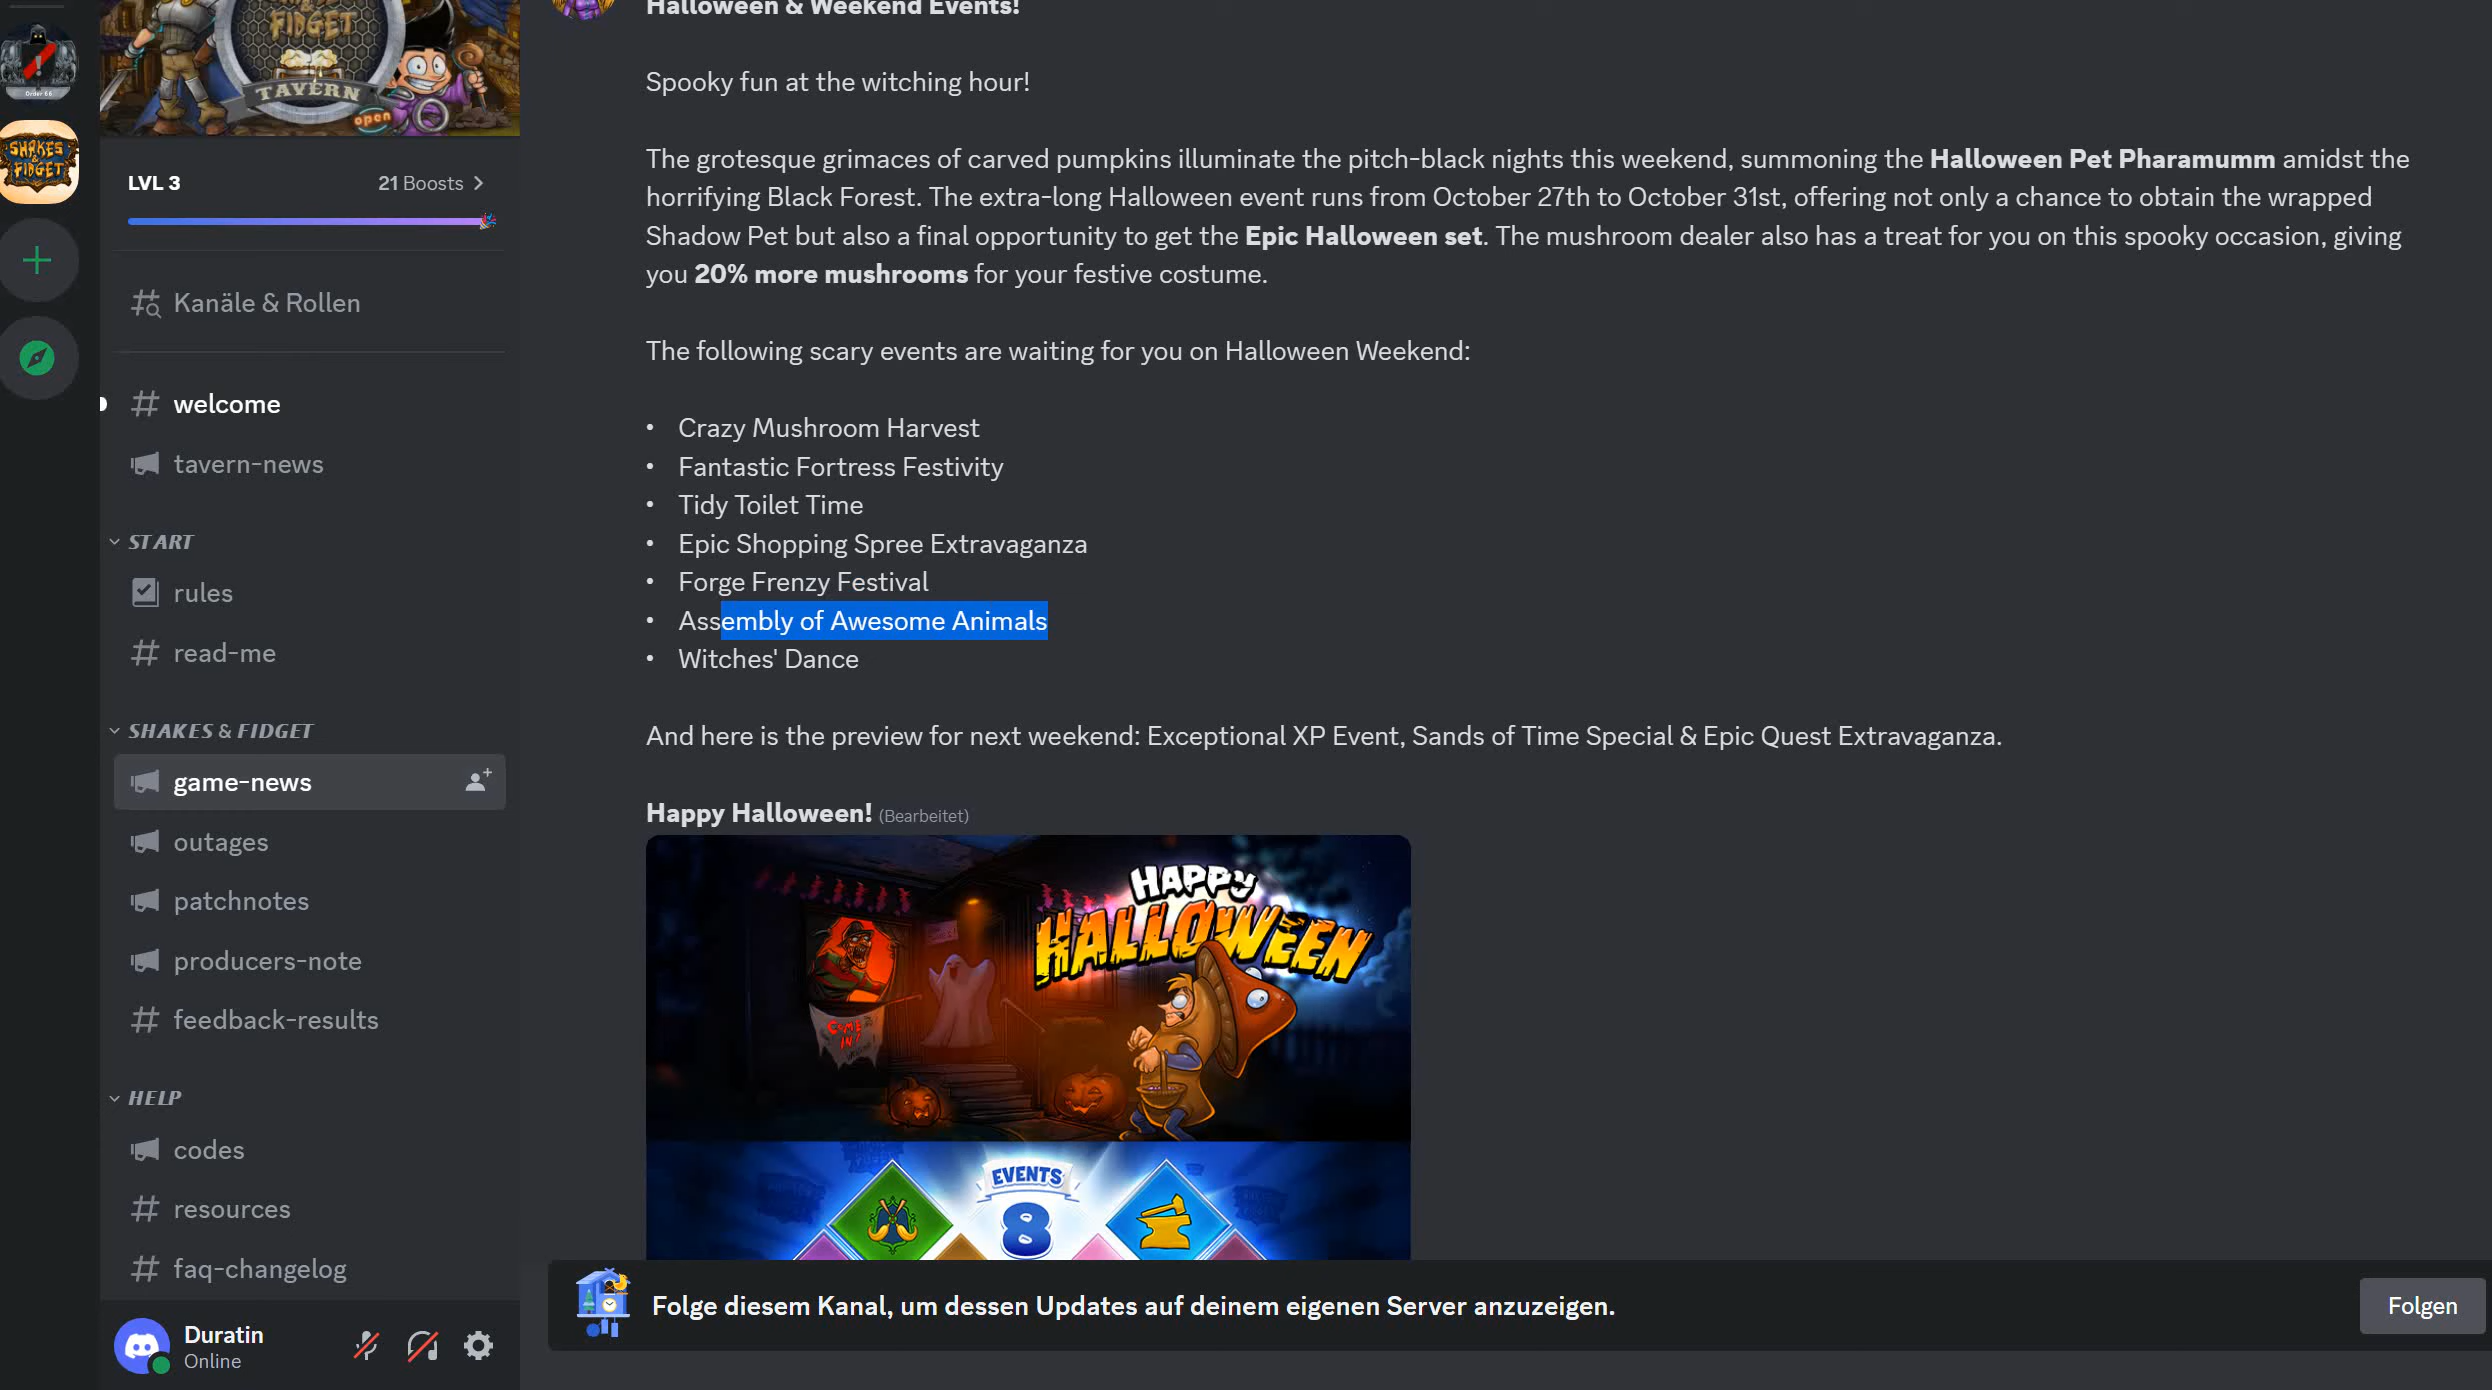 Halloween & Weekend Events!
Spooky fun at the witching hour!
The grotesque grimaces of carved pumpkins illuminate the pitch-black nights this weekend, summoning the Halloween Pet Pharamumm amidst the
horrifying Black Forest. The extra-long Halloween event runs from October 27th to October 31st, offering not only a chance to obtain the wrapped
Shadow Pet but also a final opportunity to get the Epic Halloween set. The mushroom dealer also has a treat for you on this spooky occasion, giving
you 20% more mushrooms for your festive costume.
The following scary events are waiting for you on Halloween Weekend:
• Crazy Mushroom Harvest
• Fantastic Fortress Festivity
• Tidy Toilet Time
• Epic Shopping Spree Extravaganza
• Forge Frenzy Festival
• Assembly of Awesome Animals
• Witches' Dance
And here is the preview for next weekend: Exceptional XP Event, Sands of Time Special & Epic Quest Extravaganza.
Happy Halloween! (Bearbeitet)
HAPPY
HALLOWEEN
COME
IN!
EVENTS
8
Folge diesem Kanal, um dessen Updates auf deinem eigenen Server anzuzeigen.
Folgen
Order 66
SHAKES
&
FIDGET
FIDGET
TAVERN
open
LVL 3
21 Boosts
Kanäle & Rollen
welcome
tavern-news
START
rules
read-me
SHAKES & FIDGET
game-news
outages
patchnotes
producers-note
feedback-results
HELP
codes
resources
faq-changelog
Duratin
Online